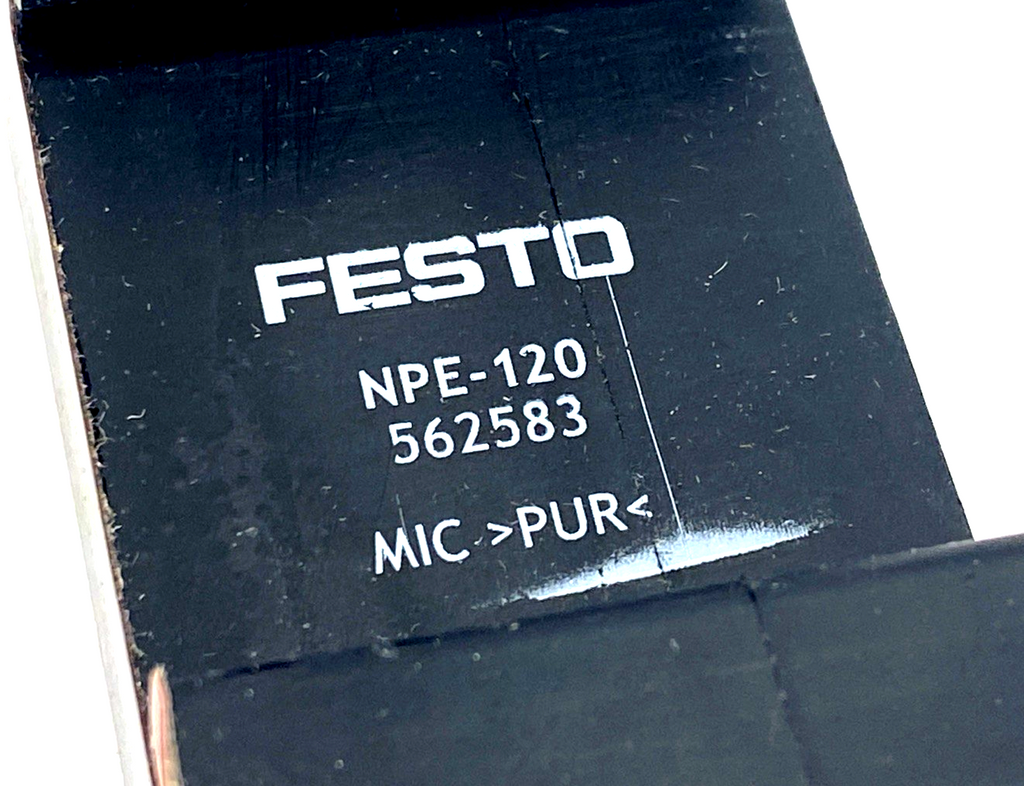 FESTO
NPE-120
562583
MIC >PUR<